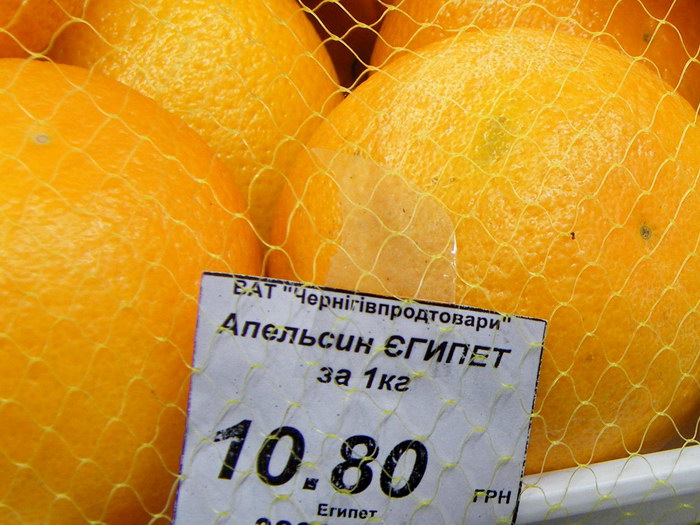 ВАТ "Чернігівпродтовари"
Апельсин ЄГИПЕТ
за 1кг
10.80
ГРН
Египет